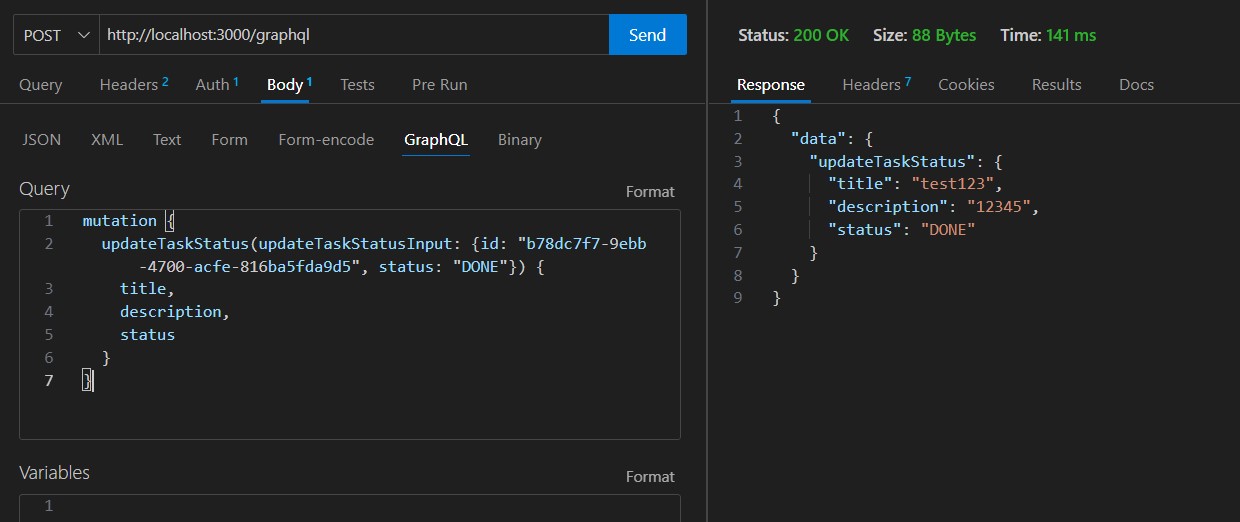 POST http://localhost:3000/graphql Send
Query Headers 2 Auth 1 Body 1 Tests Pre Run
JSON XML Text Form Form-encode GraphQL Binary
Query Format
1 mutation {
2 updateTaskStatus(updateTaskStatusInput: {id: "b78dc7f7-9ebb
-4700-acfe-816ba5fda9d5", status: "DONE"}) {
3 title,
4 description,
5 status
6 }
7 }
Variables Format
1
Status: 200 OK Size: 88 Bytes Time: 141 ms
Response Headers 7 Cookies Results Docs
1 {
2 "data": {
3 "updateTaskStatus": {
4 "title": "test123",
5 "description": "12345",
6 "status": "DONE"
7 }
8 }
9 }